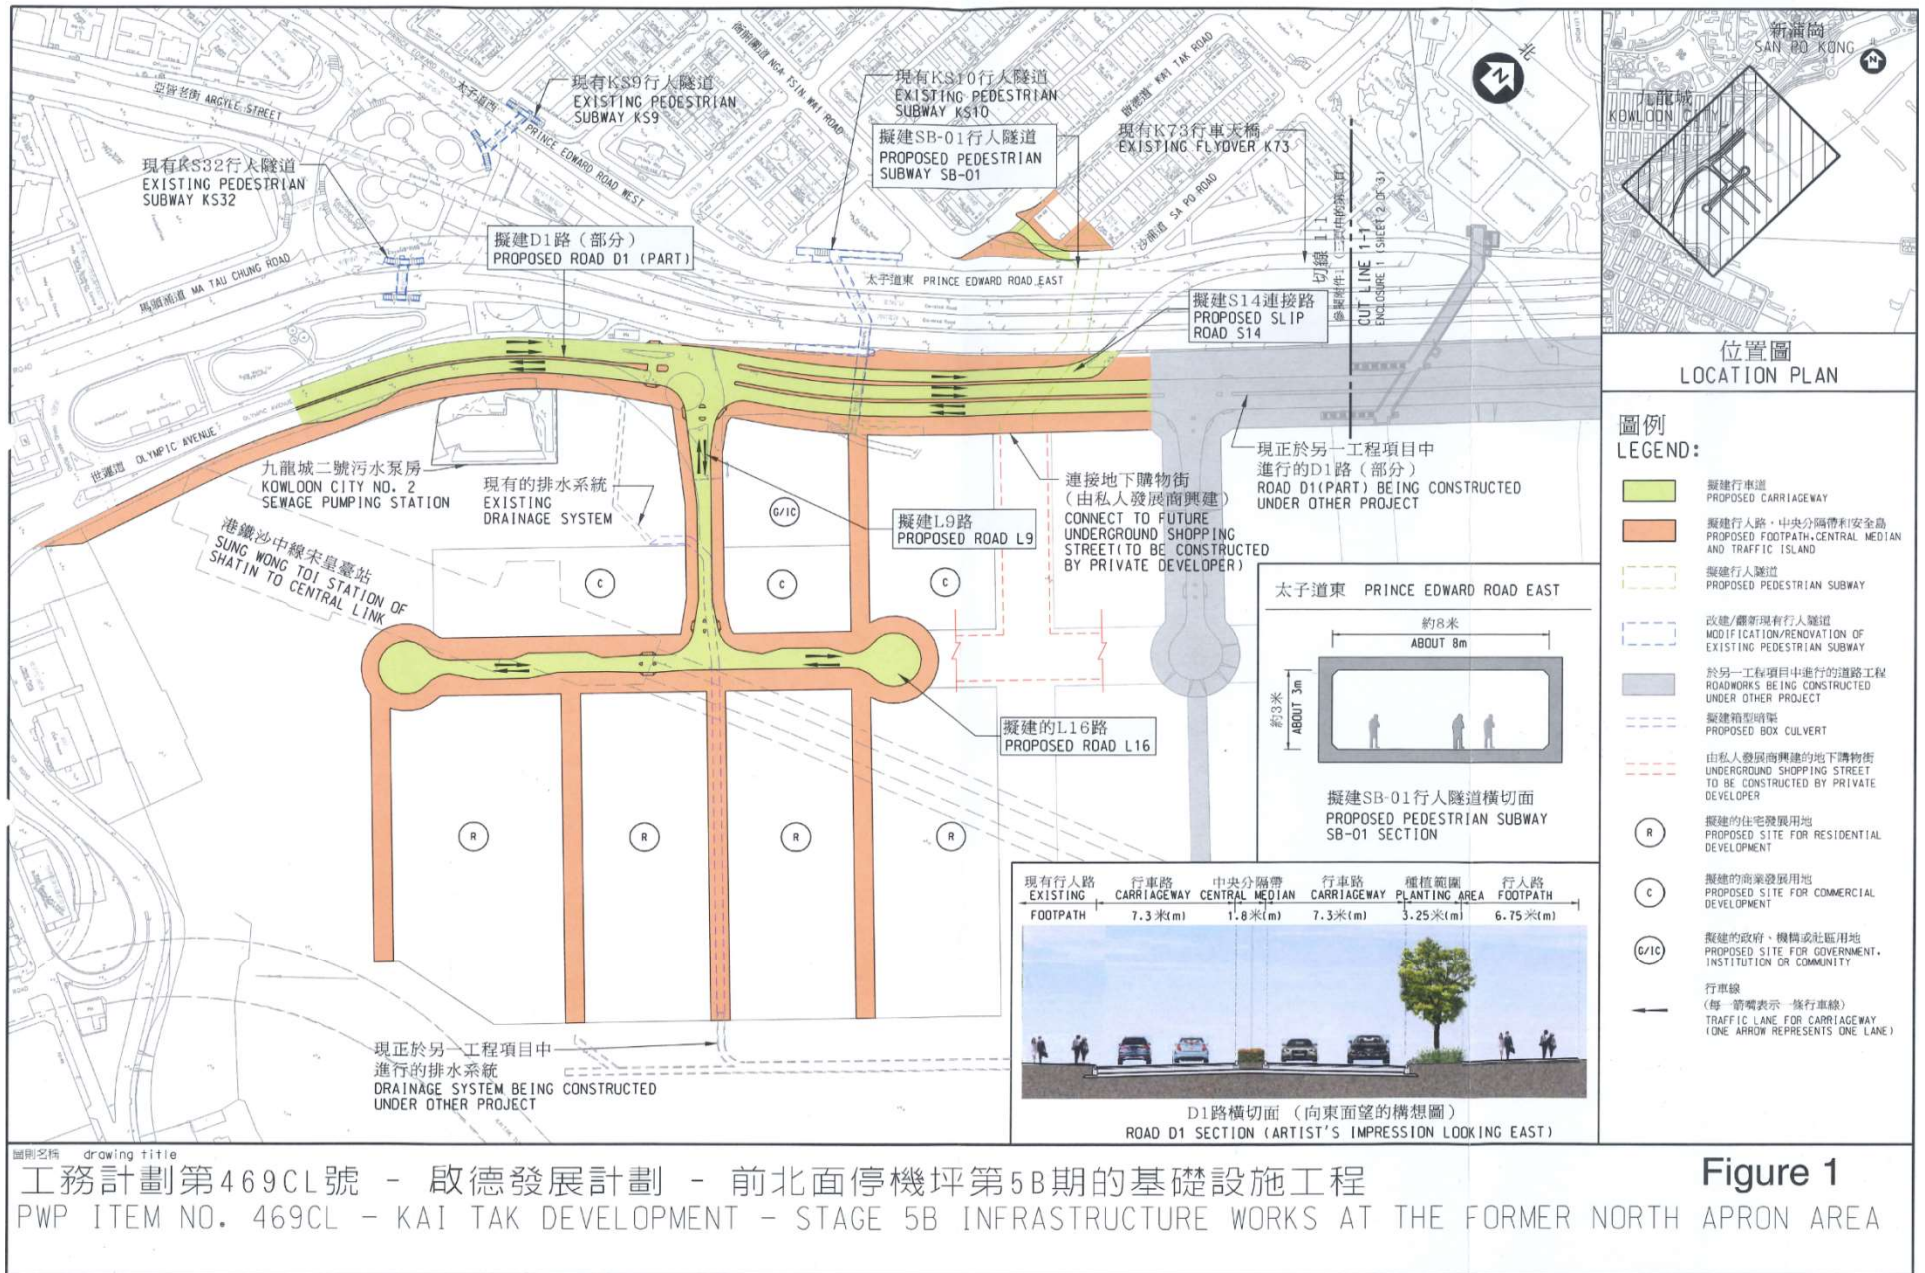 現有KS9行人隧道
EXISTING PEDESTRIAN
SUBWAY KS9
現有KS10行人隧道
EXISTING PEDESTRIAN
SUBWAY KS10
擬建SB-01行人隧道
PROPOSED PEDESTRIAN
SUBWAY SB-01
現有K73行車天橋
EXISTING FLYOVER K73
北
亞皆老街 ARGYLE STREET
太子道西
PRINCE EDWARD ROAD WEST
NGA TSIN WAI ROAD
啟德道 KAI TAK ROAD
沙浦道 SA PO ROAD
現有KS32行人隧道
EXISTING PEDESTRIAN
SUBWAY KS32
擬建D1路（部分）
PROPOSED ROAD D1 (PART)
馬頭涌道 MA TAU CHUNG ROAD
太子道東 PRINCE EDWARD ROAD EAST
擬建S14連接路
PROPOSED SLIP
ROAD S14
切線 1-1
CUT LINE 1-1
ENCLOSURE 1 (SHEET 2 OF 3)
世運道 OLYMPIC AVENUE
九龍城二號污水泵房
KOWLOON CITY NO. 2
SEWAGE PUMPING STATION
現有的排水系統
EXISTING
DRAINAGE SYSTEM
港鐵沙中線宋皇臺站
SUNG WONG TOI STATION OF
SHATIN TO CENTRAL LINK
擬建L9路
PROPOSED ROAD L9
連接地下購物街
（由私人發展商興建）
CONNECT TO FUTURE
UNDERGROUND SHOPPING
STREET(TO BE CONSTRUCTED
BY PRIVATE DEVELOPER)
現正於另一工程項目中
進行的D1路（部分）
ROAD D1(PART) BEING CONSTRUCTED
UNDER OTHER PROJECT
G/IC
C
C
C
擬建的L16路
PROPOSED ROAD L16
R
R
R
R
現正於另一工程項目中
進行的排水系統
DRAINAGE SYSTEM BEING CONSTRUCTED
UNDER OTHER PROJECT
太子道東 PRINCE EDWARD ROAD EAST
約8米
ABOUT 8m
約3米
ABOUT 3m
擬建SB-01行人隧道橫切面
PROPOSED PEDESTRIAN SUBWAY
SB-01 SECTION
現有行人路 行車路 中央分隔帶 行車路 種植範圍 行人路
EXISTING CARRIAGEWAY CENTRAL MEDIAN CARRIAGEWAY PLANTING AREA FOOTPATH
FOOTPATH 7.3米(m) 1.8米(m) 7.3米(m) 3.25米(m) 6.75米(m)
D1路橫切面 （向東面望的構想圖）
ROAD D1 SECTION (ARTIST'S IMPRESSION LOOKING EAST)
新蒲崗
SAN PO KONG
九龍城
KOWLOON CITY
位置圖
LOCATION PLAN
圖例
LEGEND:
擬建行車道
PROPOSED CARRIAGEWAY
擬建行人路，中央分隔帶和安全島
PROPOSED FOOTPATH,CENTRAL MEDIAN
AND TRAFFIC ISLAND
擬建行人隧道
PROPOSED PEDESTRIAN SUBWAY
改建/翻新現有行人隧道
MODIFICATION/RENOVATION OF
EXISTING PEDESTRIAN SUBWAY
於另一工程項目中進行的道路工程
ROADWORKS BEING CONSTRUCTED
UNDER OTHER PROJECT
擬建箱型暗渠
PROPOSED BOX CULVERT
由私人發展商興建的地下購物街
UNDERGROUND SHOPPING STREET
TO BE CONSTRUCTED BY PRIVATE
DEVELOPER
R
擬建的住宅發展用地
PROPOSED SITE FOR RESIDENTIAL
DEVELOPMENT
C
擬建的商業發展用地
PROPOSED SITE FOR COMMERCIAL
DEVELOPMENT
G/IC
擬建的政府、機構或社區用地
PROPOSED SITE FOR GOVERNMENT,
INSTITUTION OR COMMUNITY
行車線
(每一箭嘴表示一條行車線)
TRAFFIC LANE FOR CARRIAGEWAY
(ONE ARROW REPRESENTS ONE LANE)
圖則名稱 drawing title
工務計劃第469CL號 - 啟德發展計劃 - 前北面停機坪第5B期的基礎設施工程
PWP ITEM NO. 469CL - KAI TAK DEVELOPMENT - STAGE 5B INFRASTRUCTURE WORKS AT THE FORMER NORTH APRON AREA
Figure 1